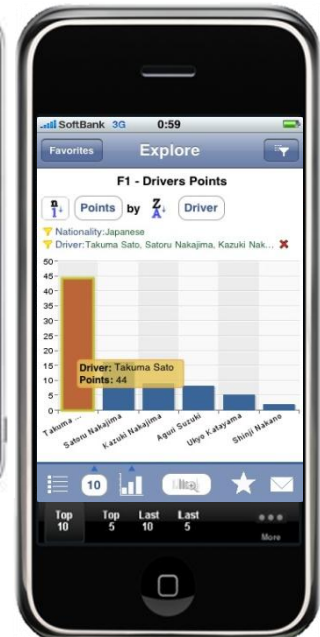 SoftBank 3G 0:59
Favorites Explore
F1 - Drivers Points
n 1 Points by Z A Driver
Nationality:Japanese
Driver:Takuma Sato, Satoru Nakajima, Kazuki Nak...
50
45
40
35
30
25
20
15
10
5
0
Driver: Takuma Sato
Points: 44
Takuma ...
Satoru Nakajima
Kazuki Nakajima
Aguri Suzuki
Ukyo Katayama
Shinji Nakano
10
Top 10
Top 5
Last 10
Last 5
More